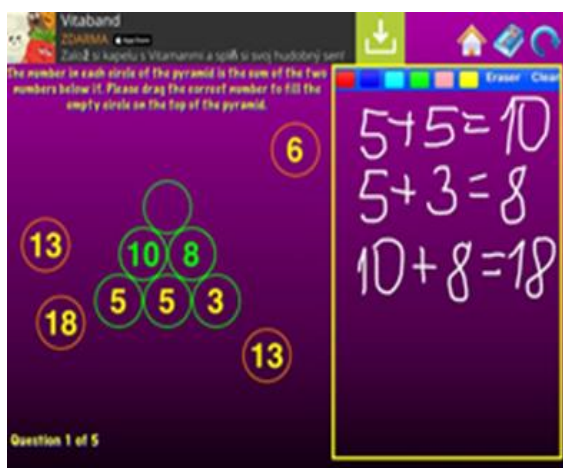 Vitaband
ZDARMA App Store
Založ si kapelu s Vitamanmi a splň si svoj hudobný sen!
The number in each circle of the pyramid is the sum of the two
numbers below it. Please drag the correct number to fill the
empty circle on the top of the pyramid.
6
13
10 8
5 5 3
18
13
Question 1 of 5
Eraser Clear
5+5=10
5+3=8
10+8=18